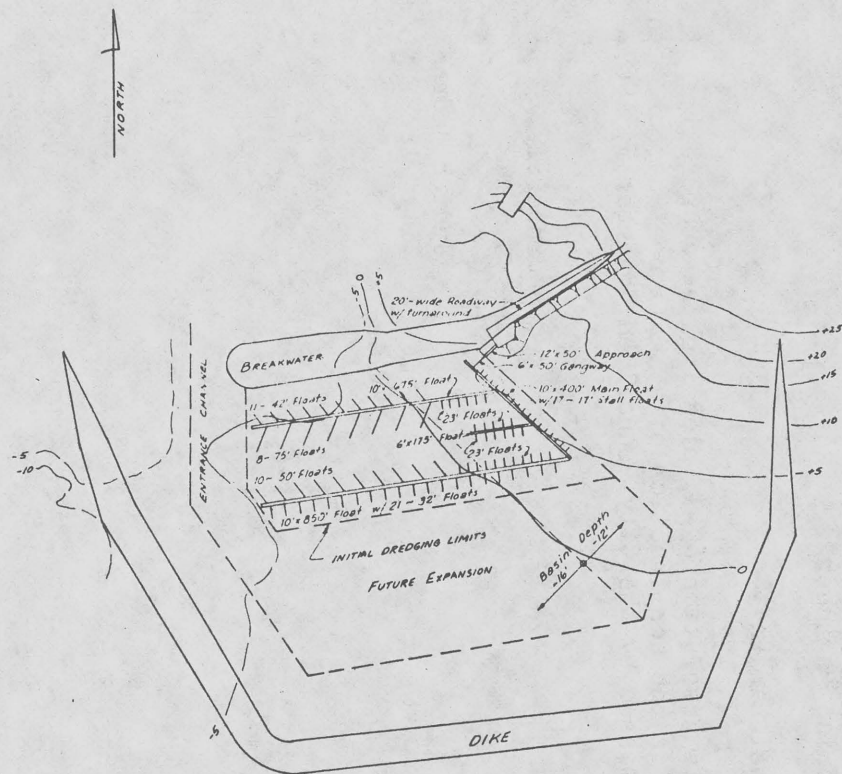 NORTH
-5
0
+5
20'-wide Roadway
w/ turnaround
+25
+20
+15
+10
+5
BREAKWATER
12'x 50' Approach
6'x 50' Gangway
10'x 400' Main Float
w/17~17' Stall Floats
10'x 675' Float
11~42' Floats
23' Floats
6'x175' Float
23' Floats
8~75' Floats
10~50' Floats
10'x 850' Float w/ 21~32' Floats
ENTRANCE CHANNEL
-5
-10
INITIAL DREDGING LIMITS
FUTURE EXPANSION
Basin Depth
-12'
-16'
0
-5
DIKE